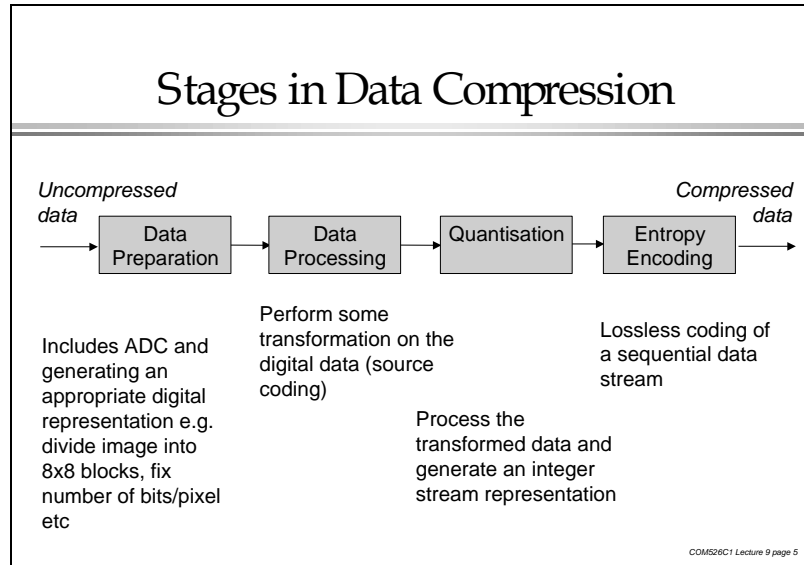 Stages in Data Compression
Uncompressed
data
Compressed
data
Data
Preparation
Data
Processing
Quantisation
Entropy
Encoding
Includes ADC and
generating an
appropriate digital
representation e.g.
divide image into
8x8 blocks, fix
number of bits/pixel
etc
Perform some
transformation on the
digital data (source
coding)
Process the
transformed data and
generate an integer
stream representation
Lossless coding of
a sequential data
stream
COM526C1 Lecture 9 page 5